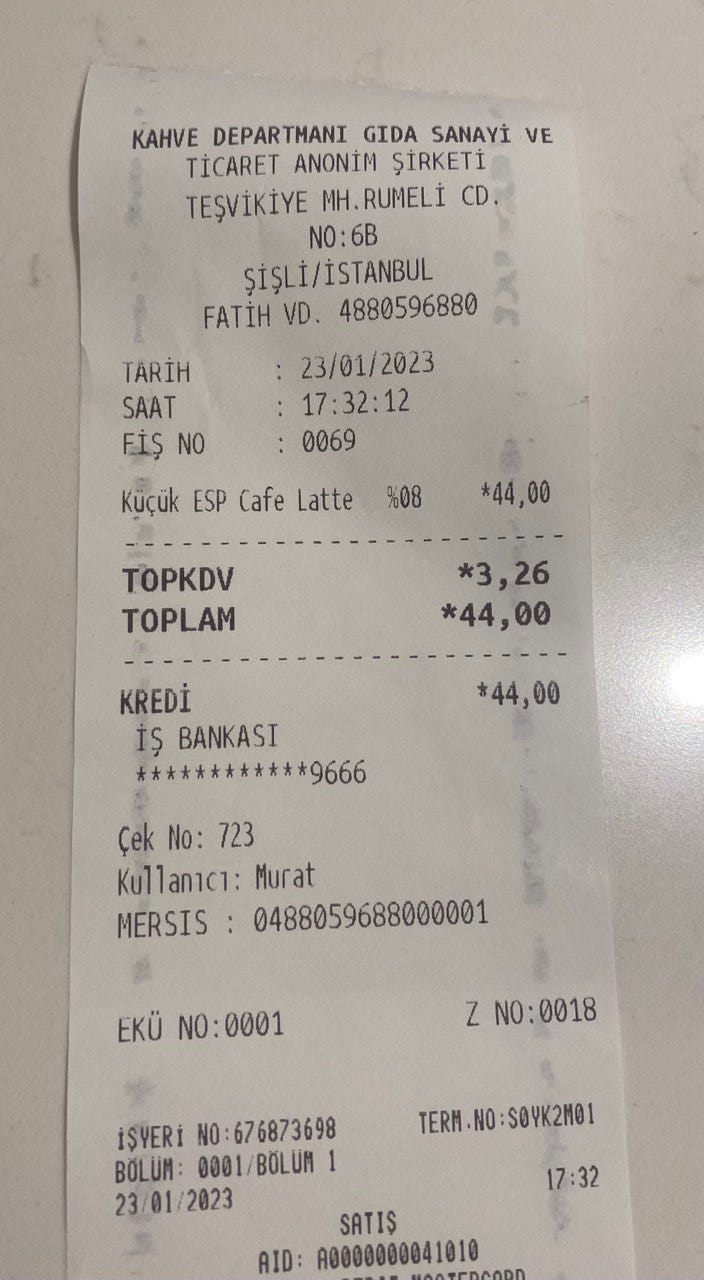 KAHVE DEPARTMANI GIDA SANAYİ VE
TİCARET ANONİM ŞİRKETİ
TEŞVİKİYE MH.RUMELİ CD.
NO:6B
ŞİŞLİ/İSTANBUL
FATİH VD. 4880596880
TARİH : 23/01/2023
SAAT : 17:32:12
FİŞ NO : 0069
Küçük ESP Cafe Latte %08 *44,00
TOPKDV *3,26
TOPLAM *44,00
KREDİ *44,00
İŞ BANKASI
************9666
Çek No: 723
Kullanıcı: Murat
MERSIS : 0488059688000001
EKÜ NO:0001 Z NO:0018
İŞYERİ NO:676873698 TERM.NO:S0YK2M01
BÖLÜM: 0001/BÖLÜM 1
23/01/2023 17:32
SATIŞ
AID: A0000000041010
MASTERCARD